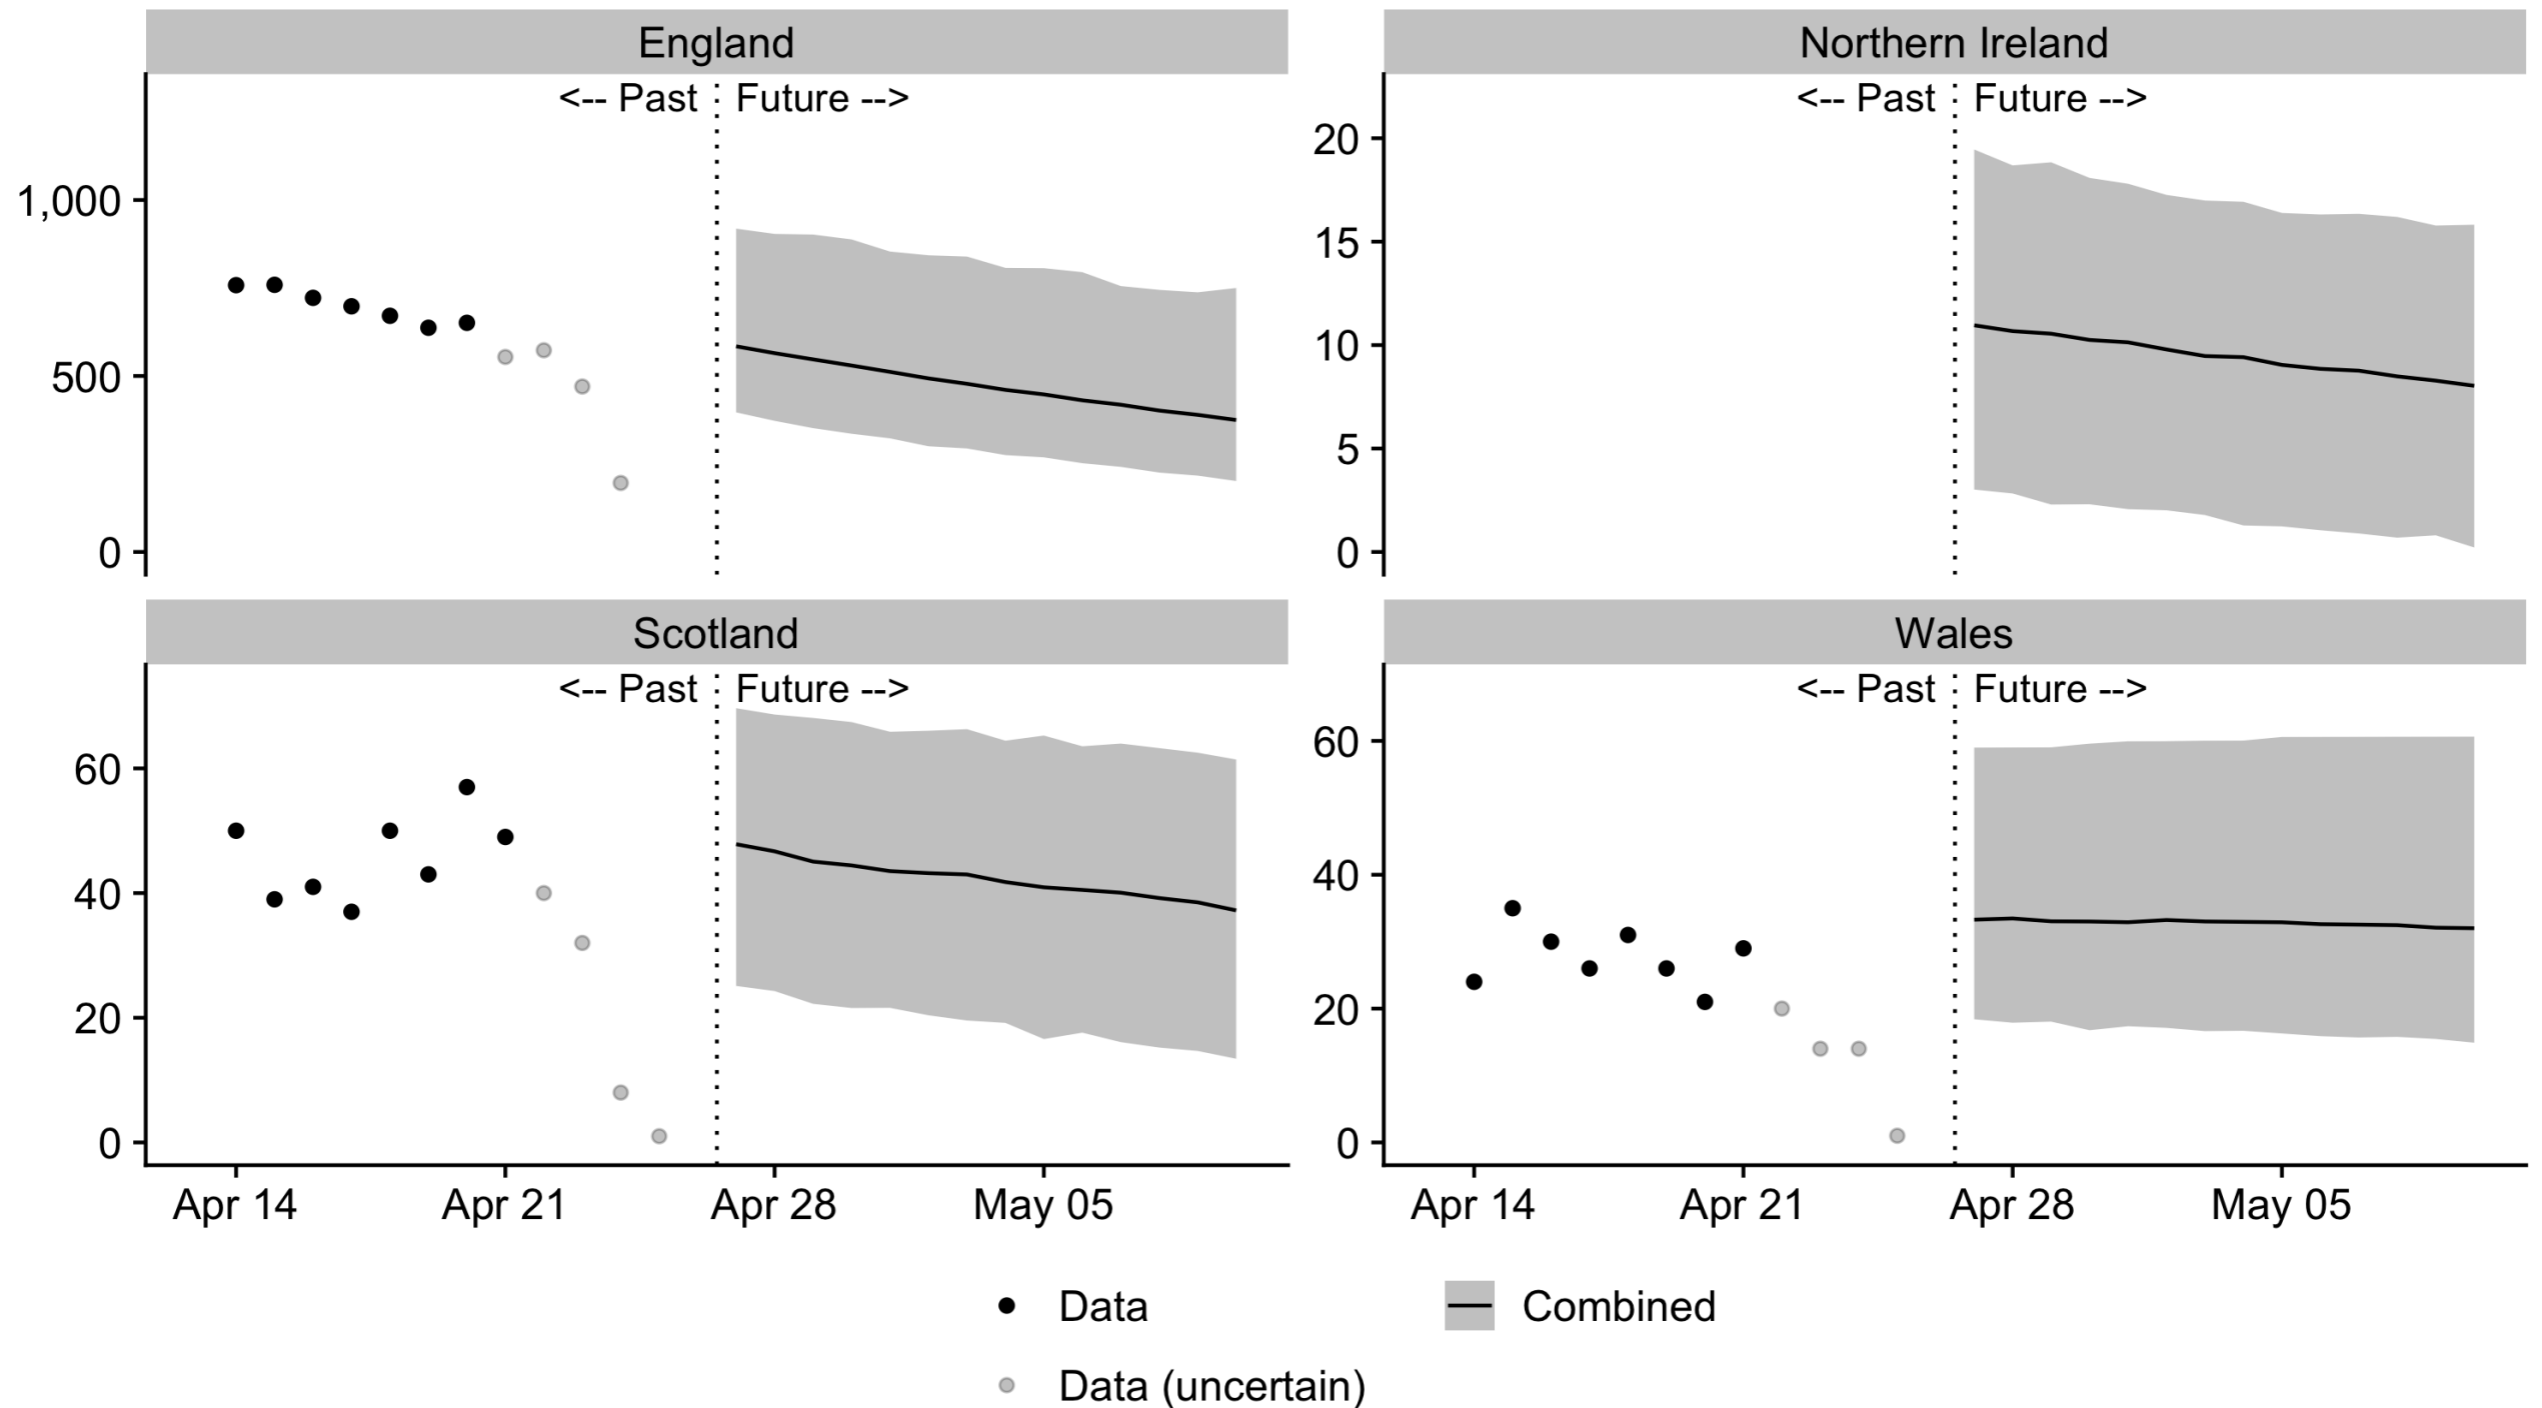 England
<-- Past Future -->
1,000
500
0
Northern Ireland
<-- Past Future -->
20
15
10
5
0
Scotland
<-- Past Future -->
60
40
20
0
Apr 14 Apr 21 Apr 28 May 05
Wales
<-- Past Future -->
60
40
20
0
Apr 14 Apr 21 Apr 28 May 05
Data
Combined
Data (uncertain)